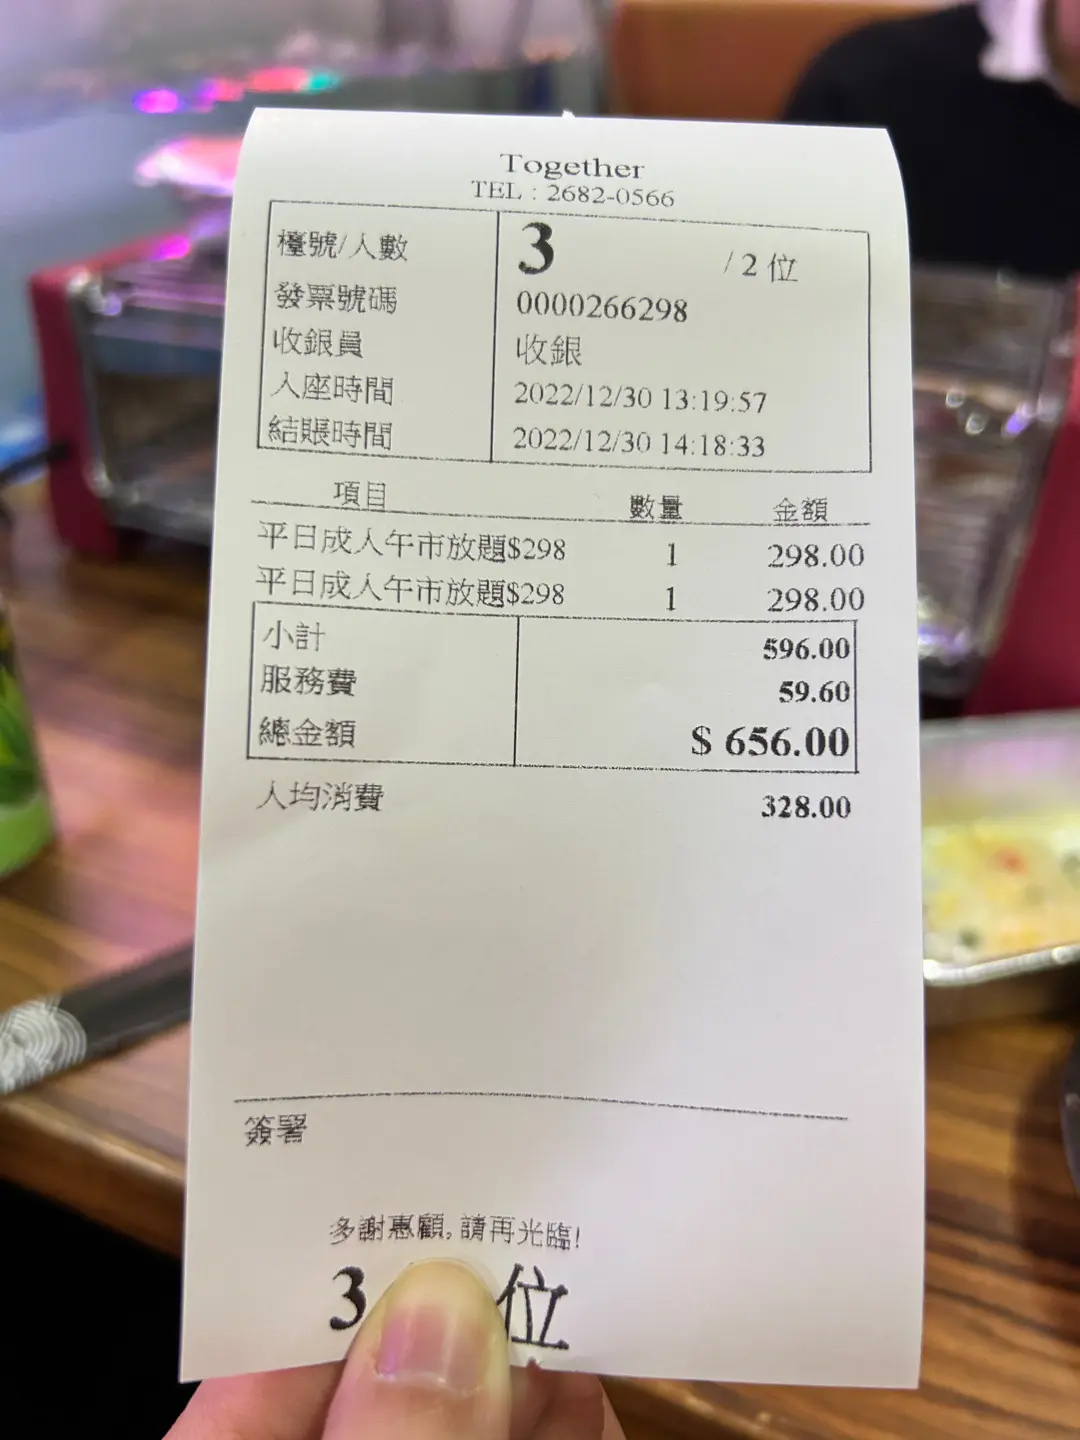 Together
TEL : 2682-0566
檯號/人數 3 / 2 位
發票號碼 0000266298
收銀員 收銀
入座時間 2022/12/30 13:19:57
結賬時間 2022/12/30 14:18:33
項目 數量 金額
平日成人午市放題$298 1 298.00
平日成人午市放題$298 1 298.00
小計 596.00
服務費 59.60
總金額 $ 656.00
人均消費 328.00
簽署
多謝惠顧, 請再光臨!
3 位